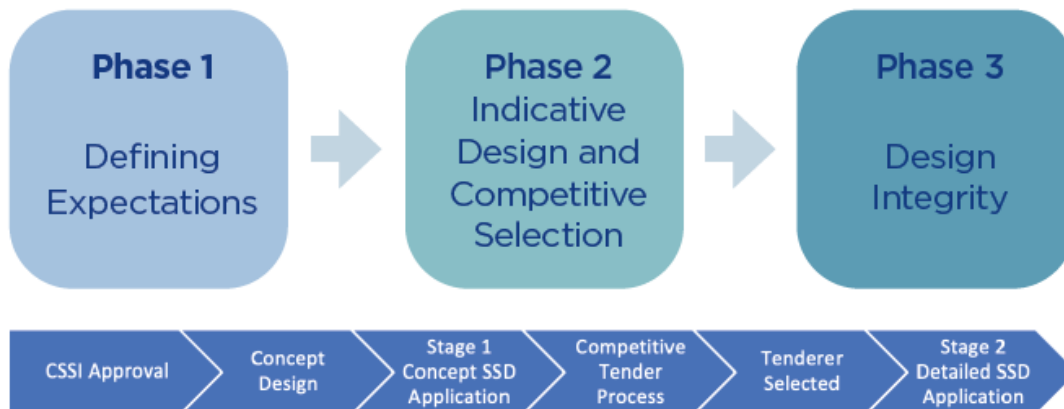 Phase 1
Defining
Expectations
Phase 2
Indicative
Design and
Competitive
Selection
Phase 3
Design
Integrity
CSSI Approval
Concept
Design
Stage 1
Concept SSD
Application
Competitive
Tender
Process
Tenderer
Selected
Stage 2
Detailed SSD
Application